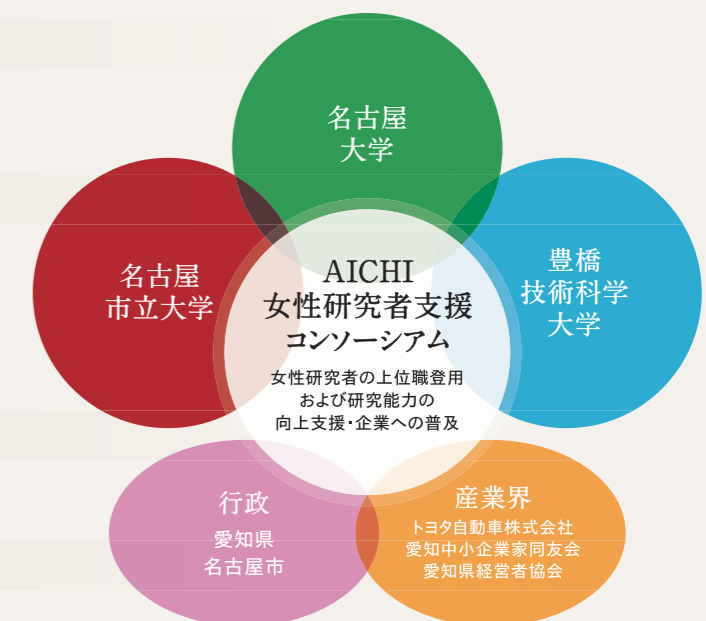 名古屋
大学
名古屋
市立大学
豊橋
技術科学
大学
AICHI
女性研究者支援
コンソーシアム
女性研究者の上位職登用
および研究能力の
向上支援・企業への普及
行政
愛知県
名古屋市
産業界
トヨタ自動車株式会社
愛知中小企業家同友会
愛知県経営者協会